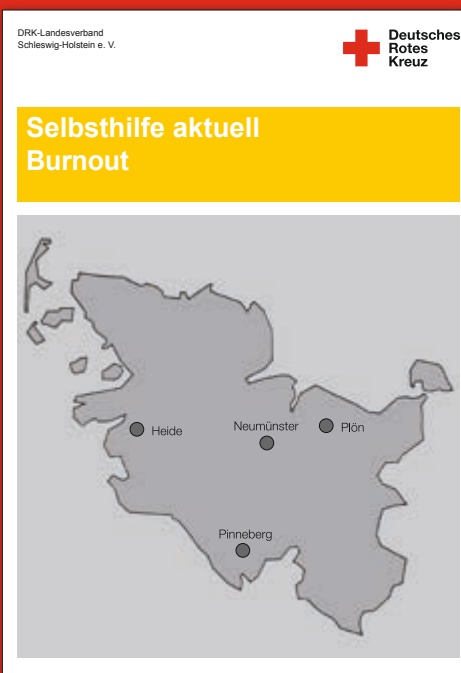 DRK-Landesverband
Schleswig-Holstein e. V.
Deutsches
Rotes
Kreuz
Selbsthilfe aktuell
Burnout
Heide
Neumünster
Plön
Pinneberg